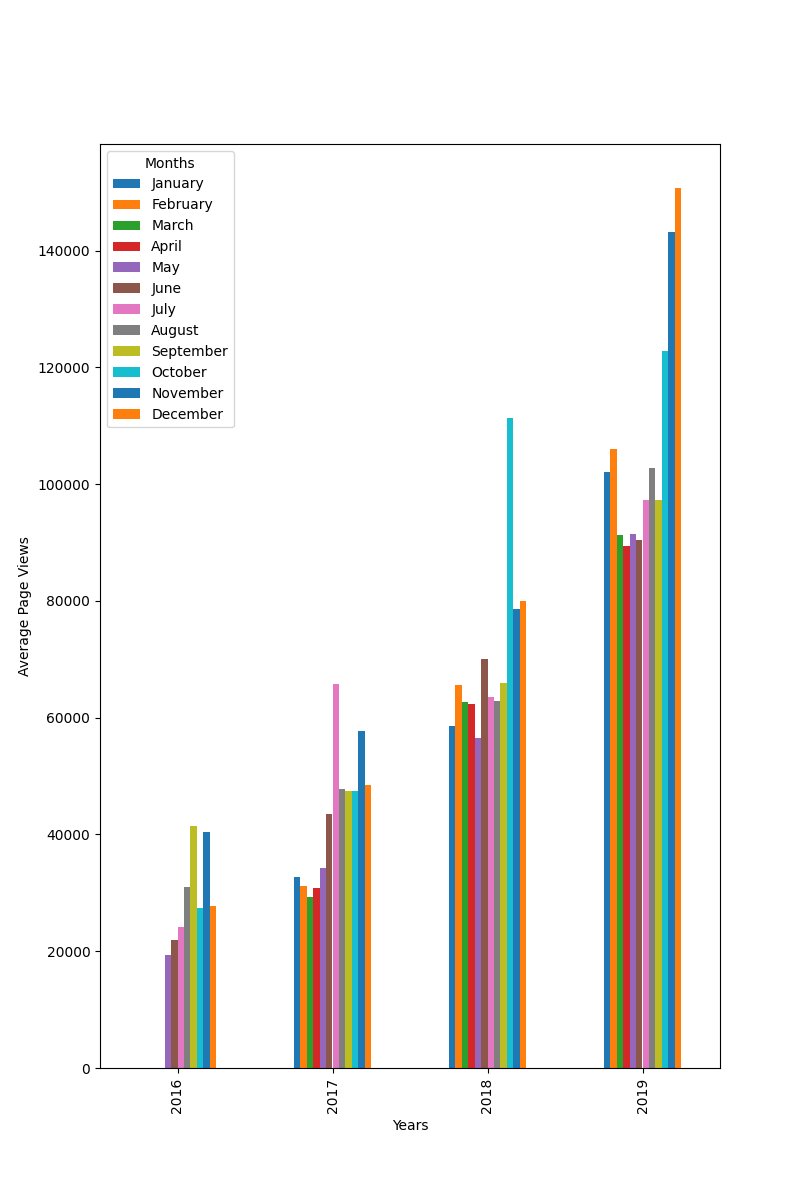 Months
January
February
March
April
May
June
July
August
September
October
November
December
140000
120000
100000
80000
60000
40000
20000
0
Average Page Views
2016
2017
2018
2019
Years